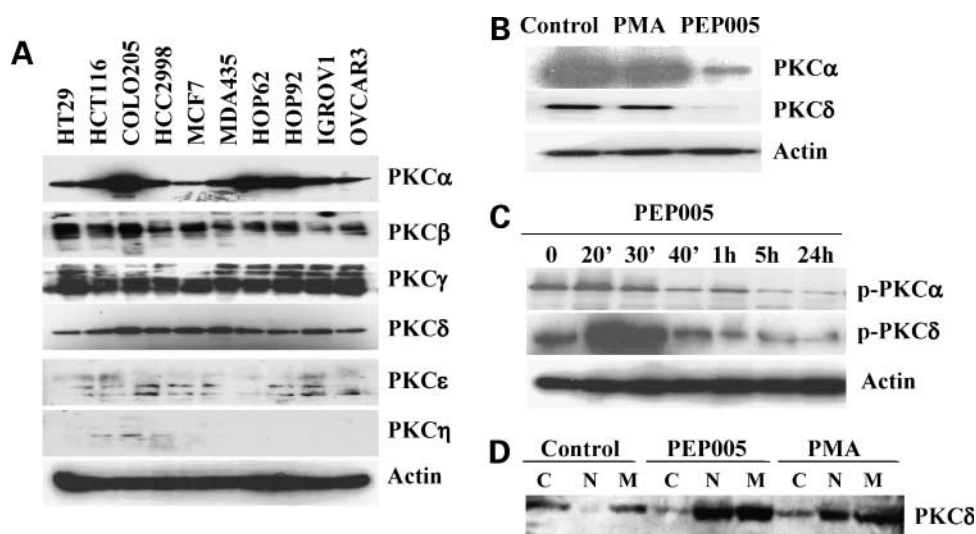 A
HT29
HCT116
COLO205
HCC2998
MCF7
MDA435
HOP62
HOP92
IGROV1
OVCAR3
PKCα
PKCβ
PKCγ
PKCδ
PKCε
PKCη
Actin
B
Control PMA PEP005
PKCα
PKCδ
Actin
C
PEP005
0 20’ 30’ 40’ 1h 5h 24h
p-PKCα
p-PKCδ
Actin
D
Control PEP005 PMA
C N M C N M C N M
PKCδ